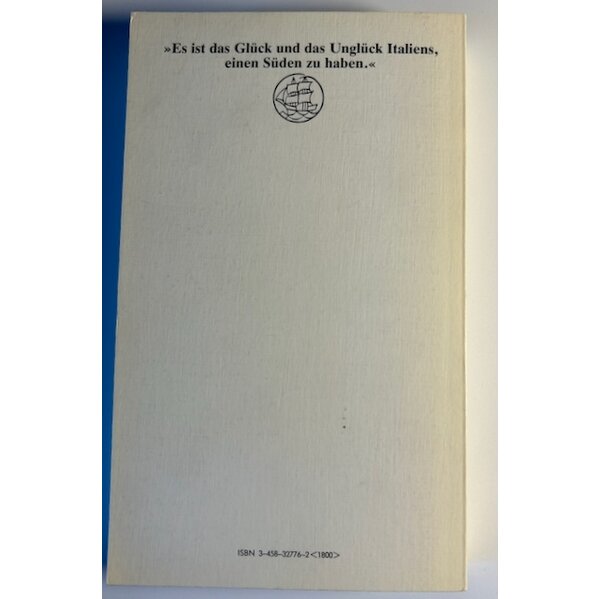 »Es ist das Glück und das Unglück Italiens,
einen Süden zu haben.«
ISBN 3-458-32776-2<1800>